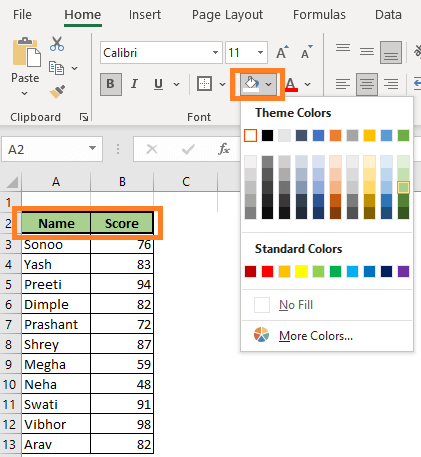 File Home Insert Page Layout Formulas Data
Calibri 11 A A
Paste B I U A
Clipboard Font
A2 fx
Theme Colors
Standard Colors
No Fill
More Colors...
A B C
1
2 Name Score
3 Sonoo 76
4 Yash 83
5 Preeti 94
6 Dimple 82
7 Prashant 72
8 Shrey 87
9 Megha 59
10 Neha 48
11 Swati 91
12 Vibhor 98
13 Arav 82